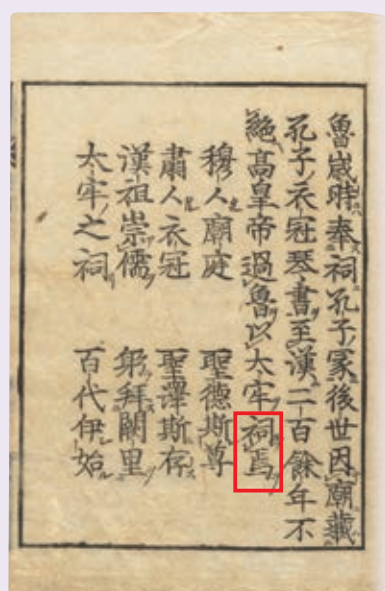 魯歲時奉祠孔子冢後世因廟藏
孔子衣冠琴書至漢二百餘年不
絶高皇帝過魯以太牢祠焉
穆人廟庭 聖德斯尊
肅人衣冠 聖澤斯存
漢祖崇儒 躬拜闕里
太牢之祠 百代伊始